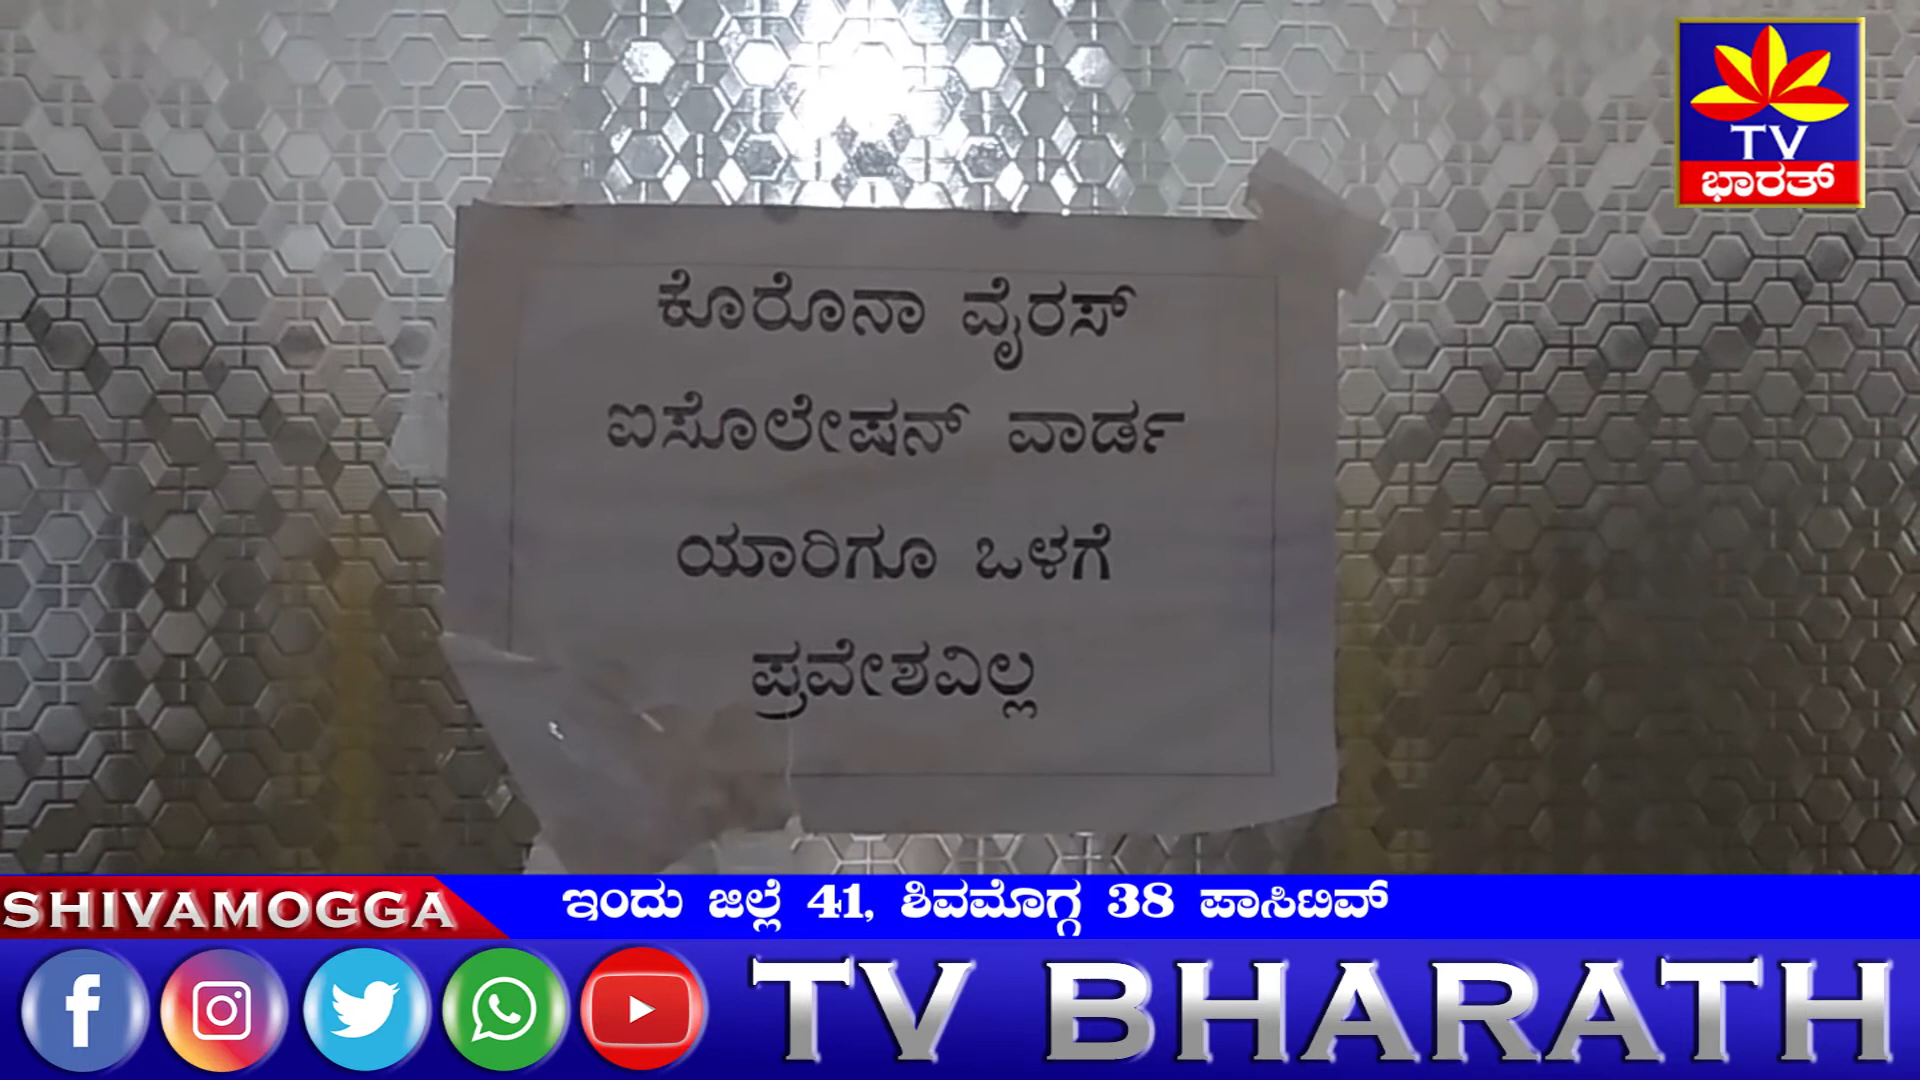 TV
ಭಾರತ್
ಕೊರೊನಾ ವೈರಸ್
ಐಸೊಲೇಷನ್ ವಾರ್ಡ
ಯಾರಿಗೂ ಒಳಗೆ
ಪ್ರವೇಶವಿಲ್ಲ
SHIVAMOGGA
ಇಂದು ಜಿಲ್ಲೆ 41, ಶಿವಮೊಗ್ಗ 38 ಪಾಸಿಟಿವ್
TV BHARATH